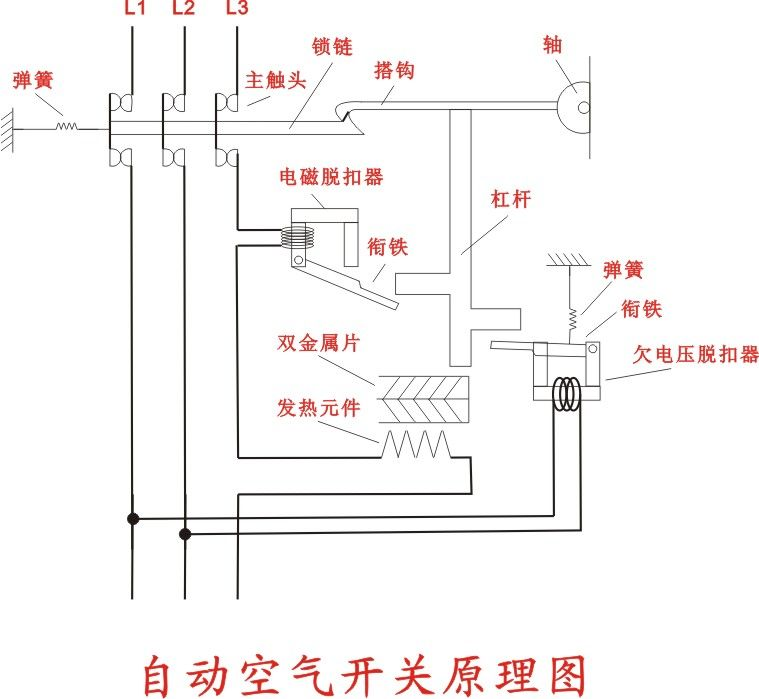 L1 L2 L3
锁链
轴
弹簧
主触头
搭钩
电磁脱扣器
杠杆
衔铁
弹簧
衔铁
双金属片
欠电压脱扣器
发热元件
自动空气开关原理图